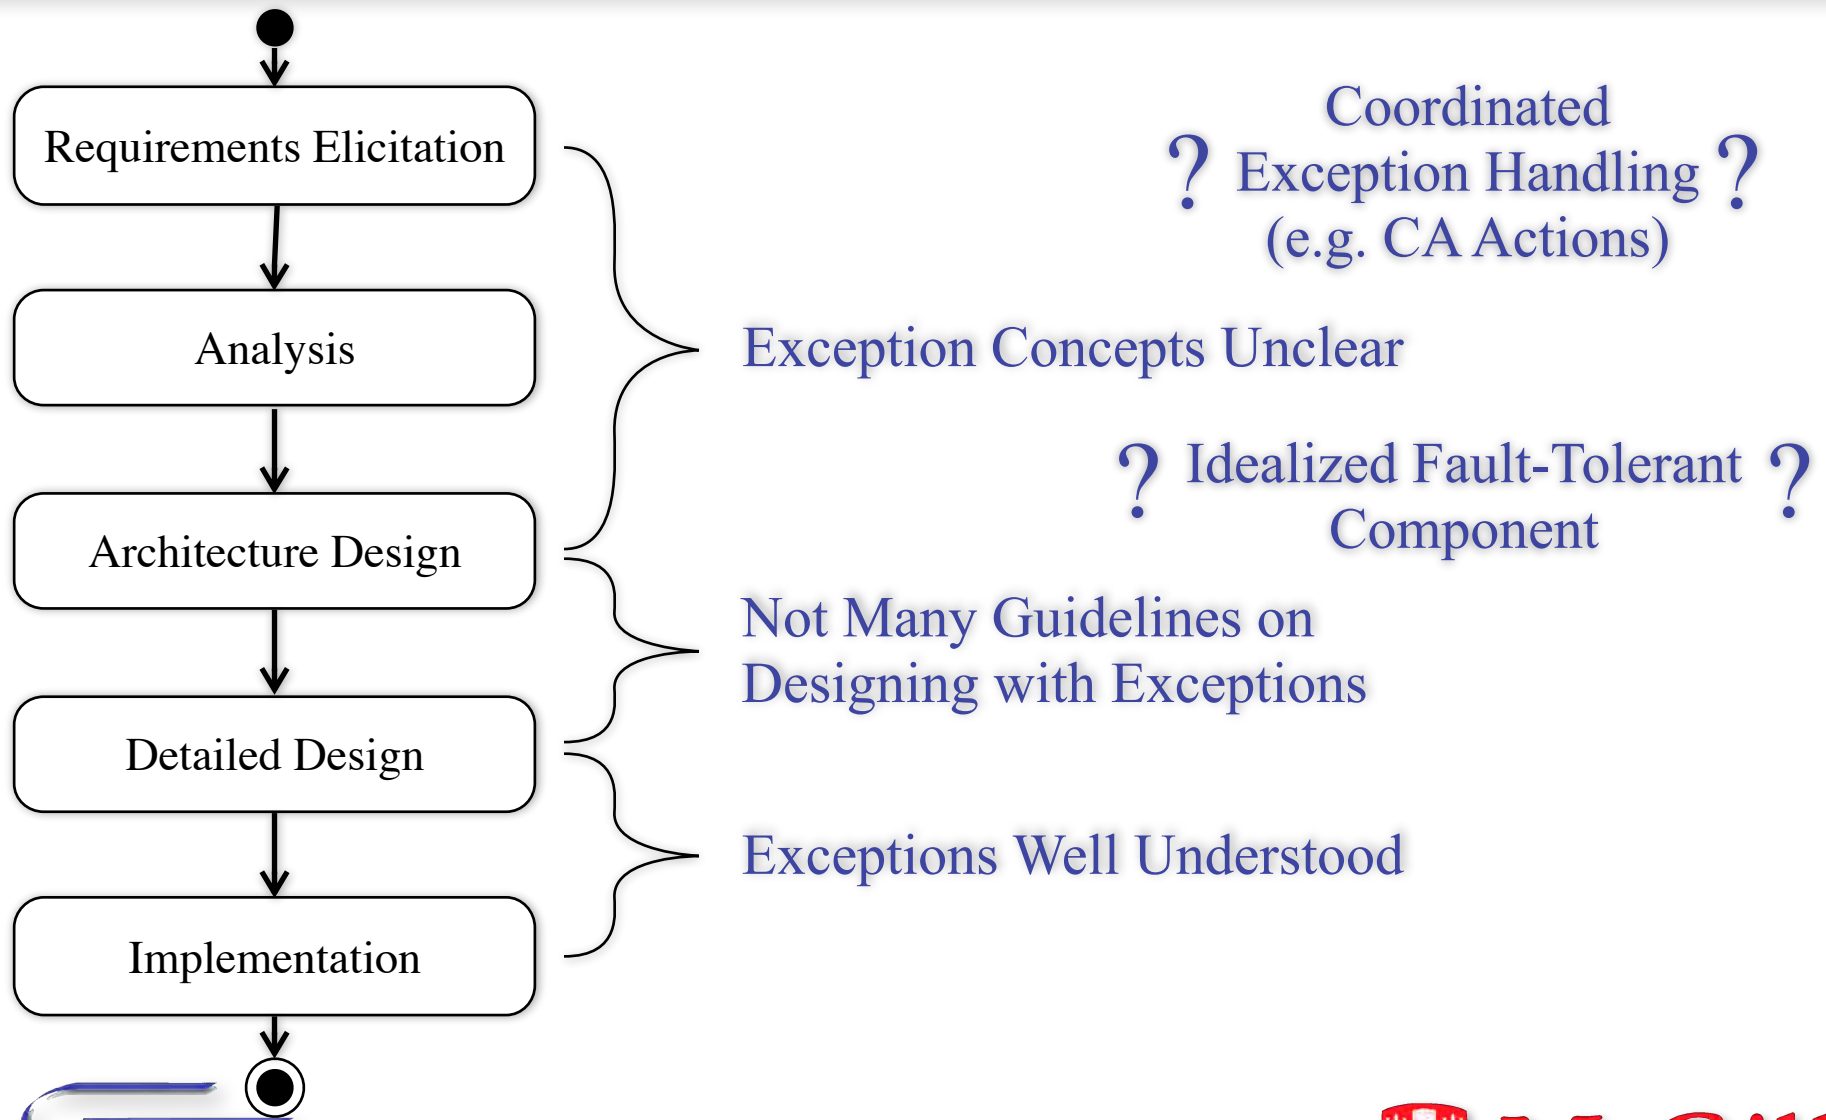 Requirements Elicitation
Analysis
Architecture Design
Detailed Design
Implementation
Coordinated
? Exception Handling ?
(e.g. CA Actions)
Exception Concepts Unclear
? Idealized Fault-Tolerant ?
Component
Not Many Guidelines on
Designing with Exceptions
Exceptions Well Understood